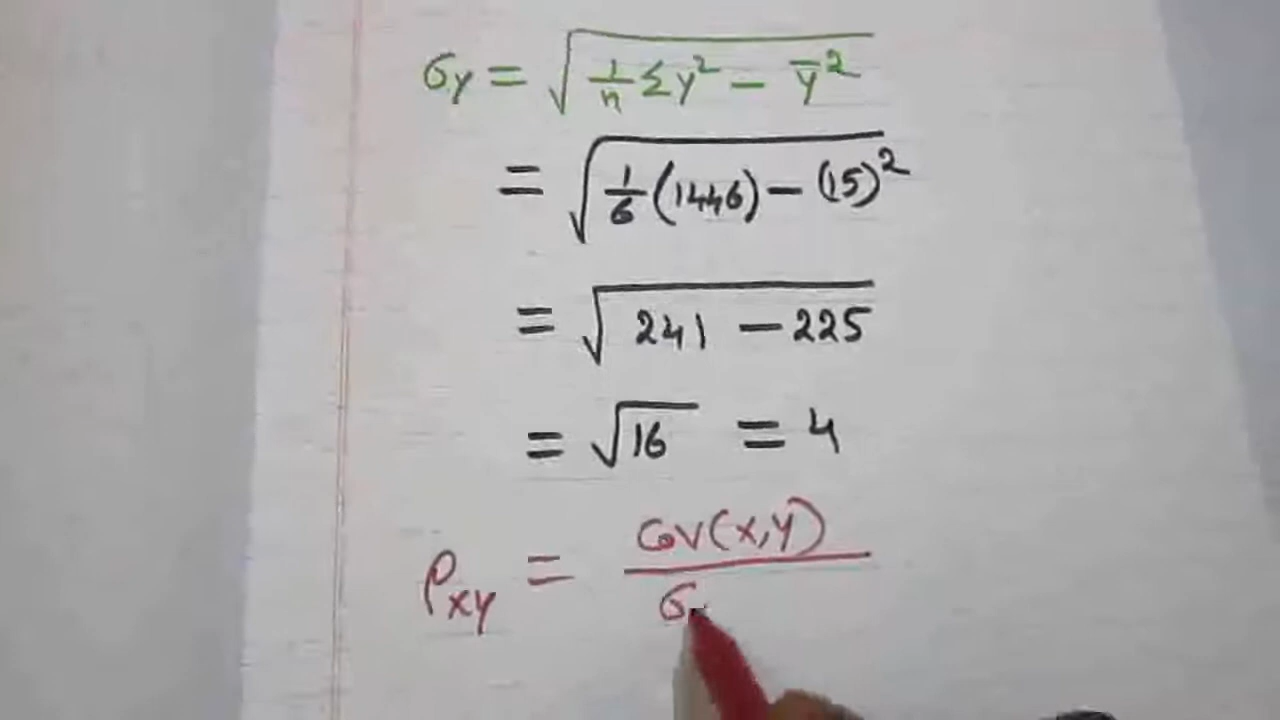 σy = √(1/n Σy² − ȳ²)
= √(1/6 (1446) − (15)²
= √(241 − 225)
= √16 = 4
ρxy = Cov(x,y) / σ